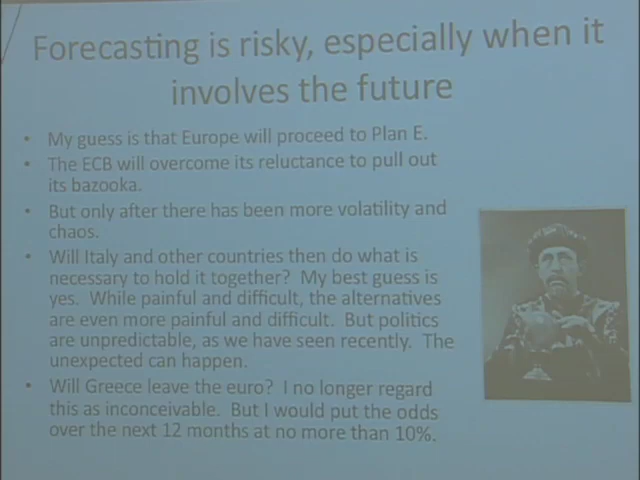 Forecasting is risky, especially when it
involves the future
• My guess is that Europe will proceed to Plan E.
• The ECB will overcome its reluctance to pull out
its bazooka.
• But only after there has been more volatility and
chaos.
• Will Italy and other countries then do what is
necessary to hold it together? My best guess is
yes. While painful and difficult, the alternatives
are even more painful and difficult. But politics
are unpredictable, as we have seen recently. The
unexpected can happen.
• Will Greece leave the euro? I no longer regard
this as inconceivable. But I would put the odds
over the next 12 months at no more than 10%.